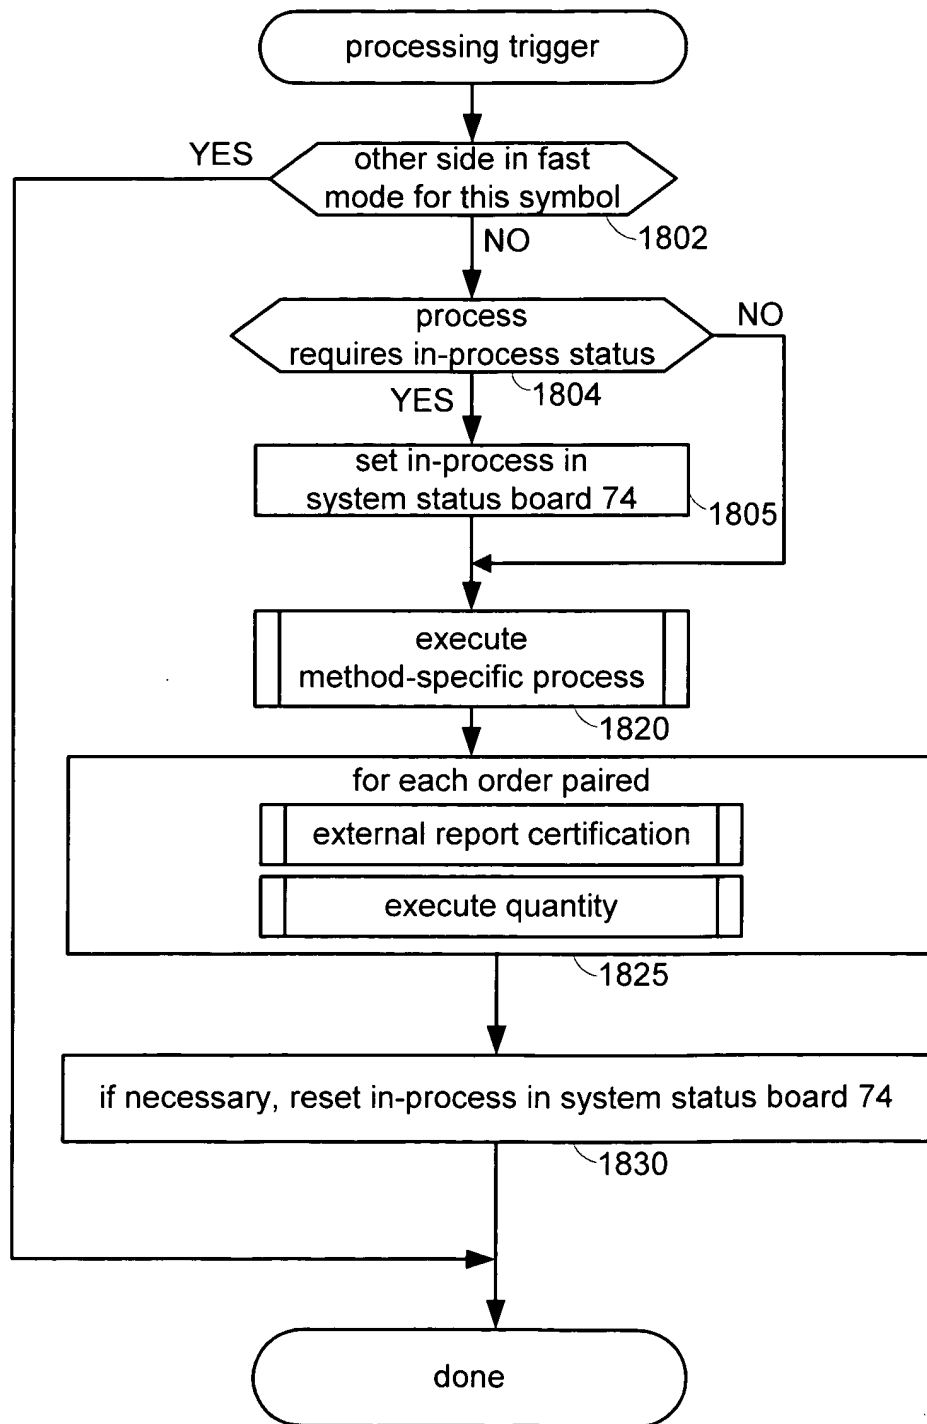 processing trigger
YES
other side in fast
mode for this symbol
1802
NO
process
requires in-process status
NO
1804
YES
set in-process in
system status board 74
1805
execute
method-specific process
1820
for each order paired
external report certification
execute quantity
1825
if necessary, reset in-process in system status board 74
1830
done